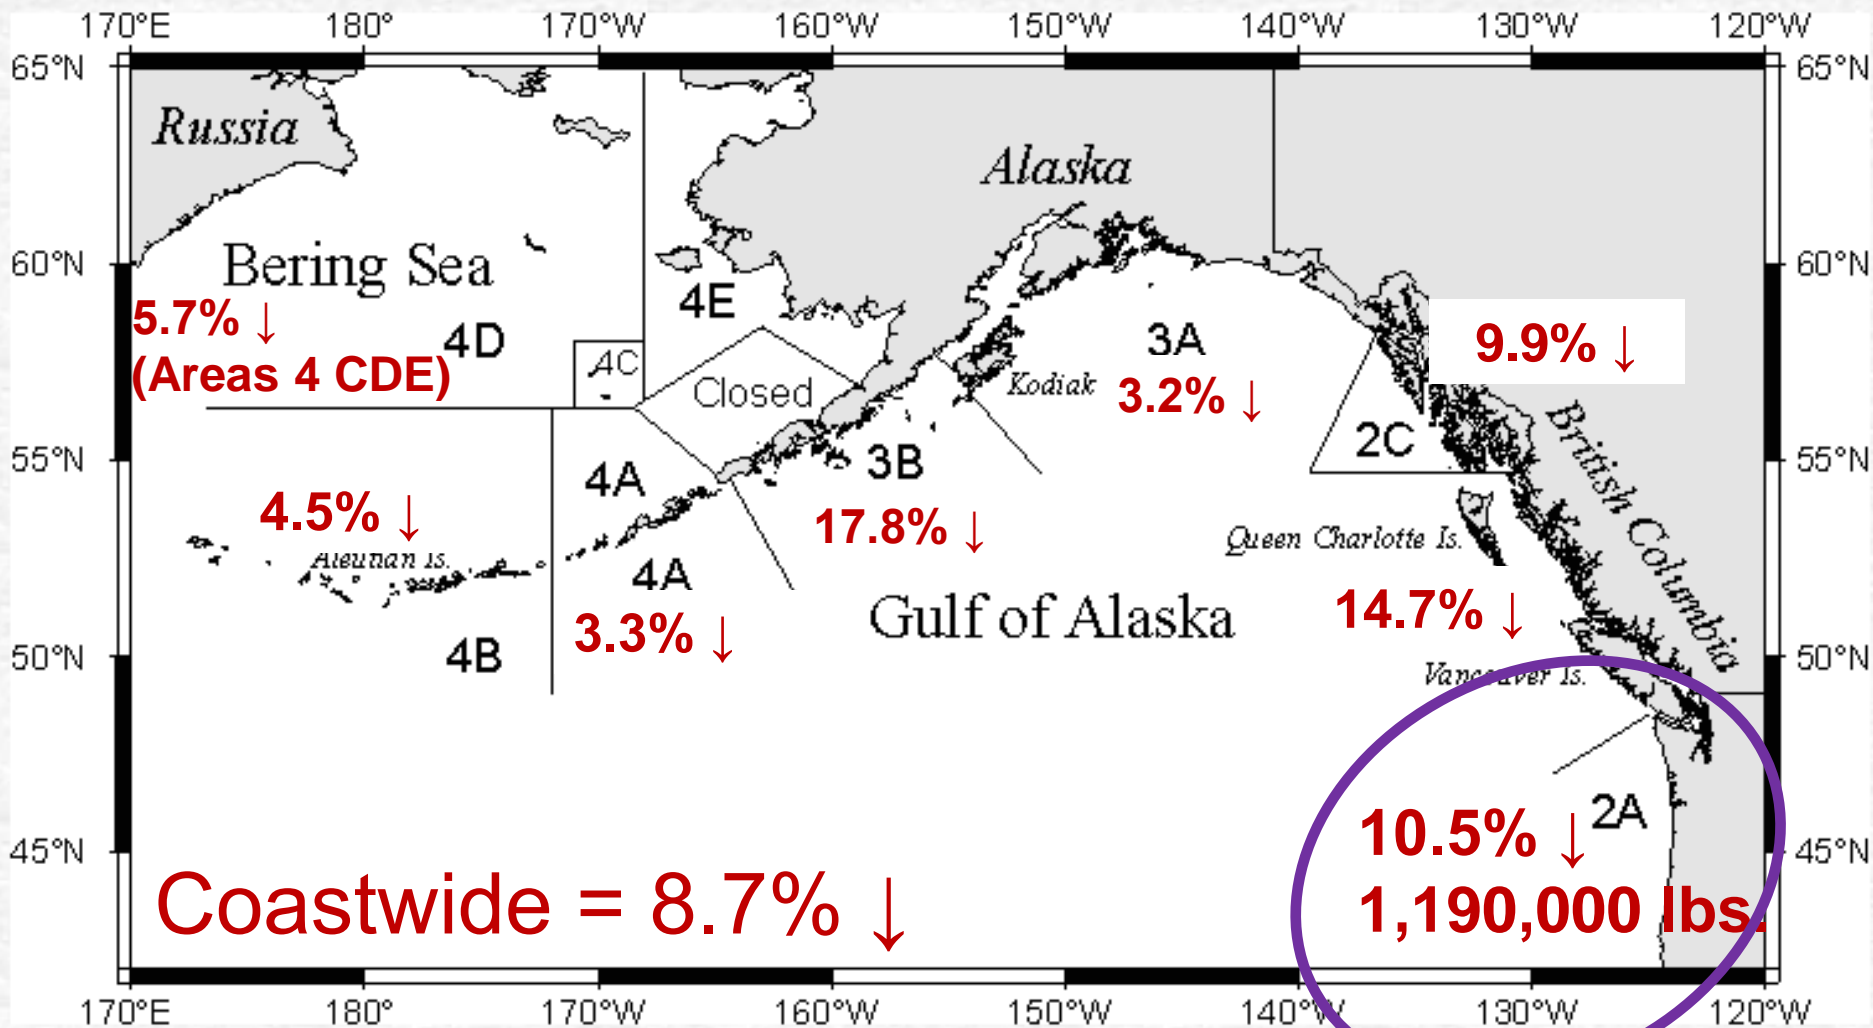 170°E 180° 170°W 160°W 150°W 140°W 130°W 120°W
65°N 65°N
Russia
Alaska
60°N 60°N
Bering Sea
4E
5.7% ↓
4D
(Areas 4 CDE)
4C
Closed
3A
Kodiak
3.2% ↓
9.9% ↓
2C
British Columbia
55°N 55°N
4A
3B
4.5% ↓
17.8% ↓
Aleutian Is.
Queen Charlotte Is.
4A
3.3% ↓
Gulf of Alaska
14.7% ↓
50°N 50°N
4B
Vancouver Is.
10.5% ↓
2A
45°N 45°N
1,190,000 lbs.
Coastwide = 8.7% ↓
170°E 180° 170°W 160°W 150°W 140°W 130°W 120°W